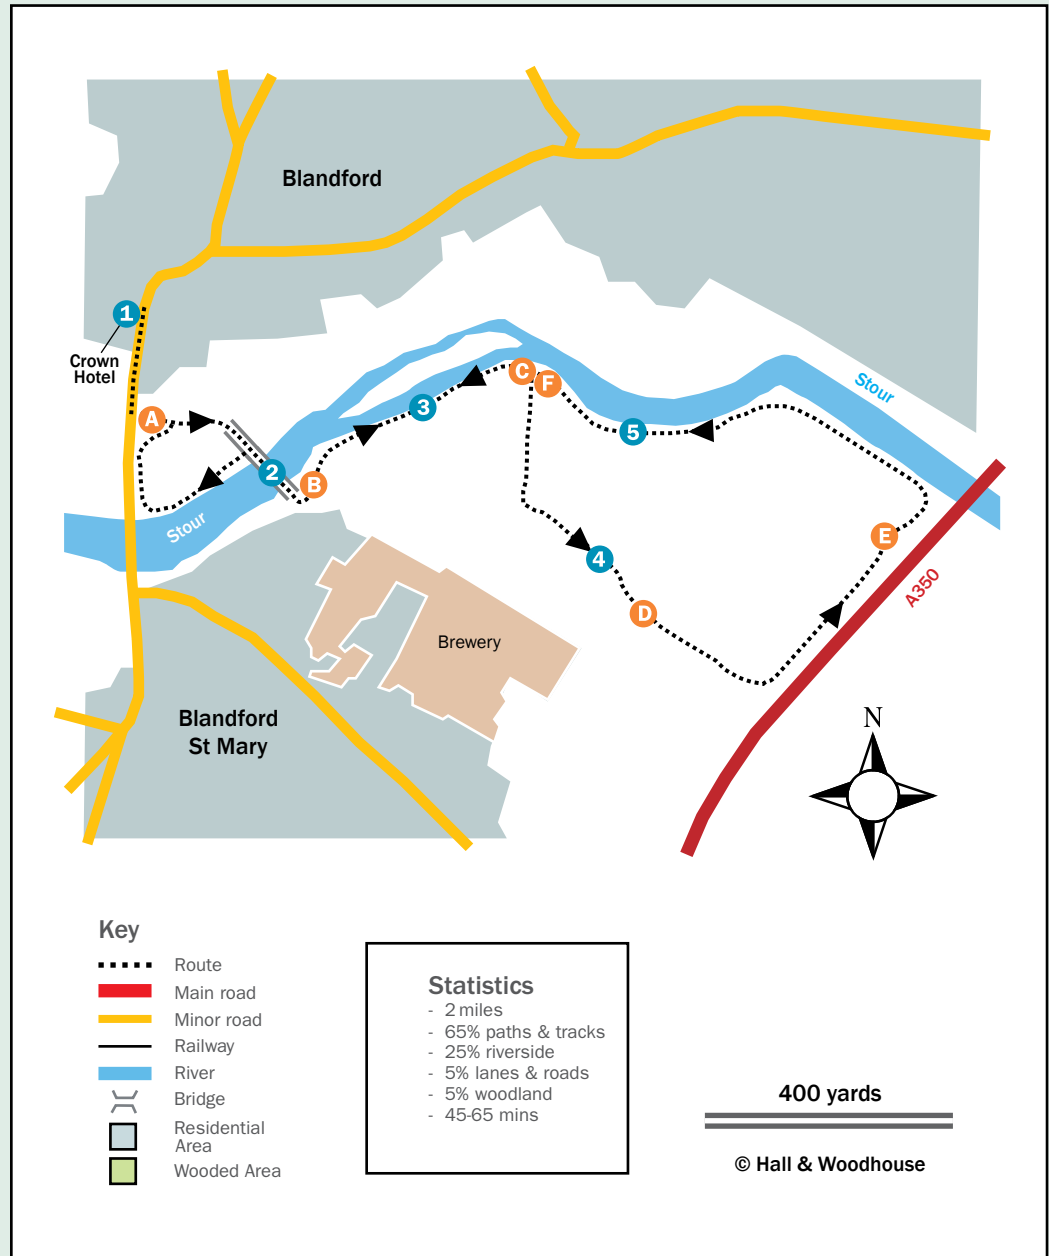 Blandford
1
Crown
Hotel
A
2
B
3
C
F
5
Stour
Stour
4
D
E
A350
Brewery
Blandford
St Mary
N
Key
Route
Main road
Minor road
Railway
River
Bridge
Residential
Area
Wooded Area
Statistics
- 2 miles
- 65% paths & tracks
- 25% riverside
- 5% lanes & roads
- 5% woodland
- 45-65 mins
400 yards
© Hall & Woodhouse